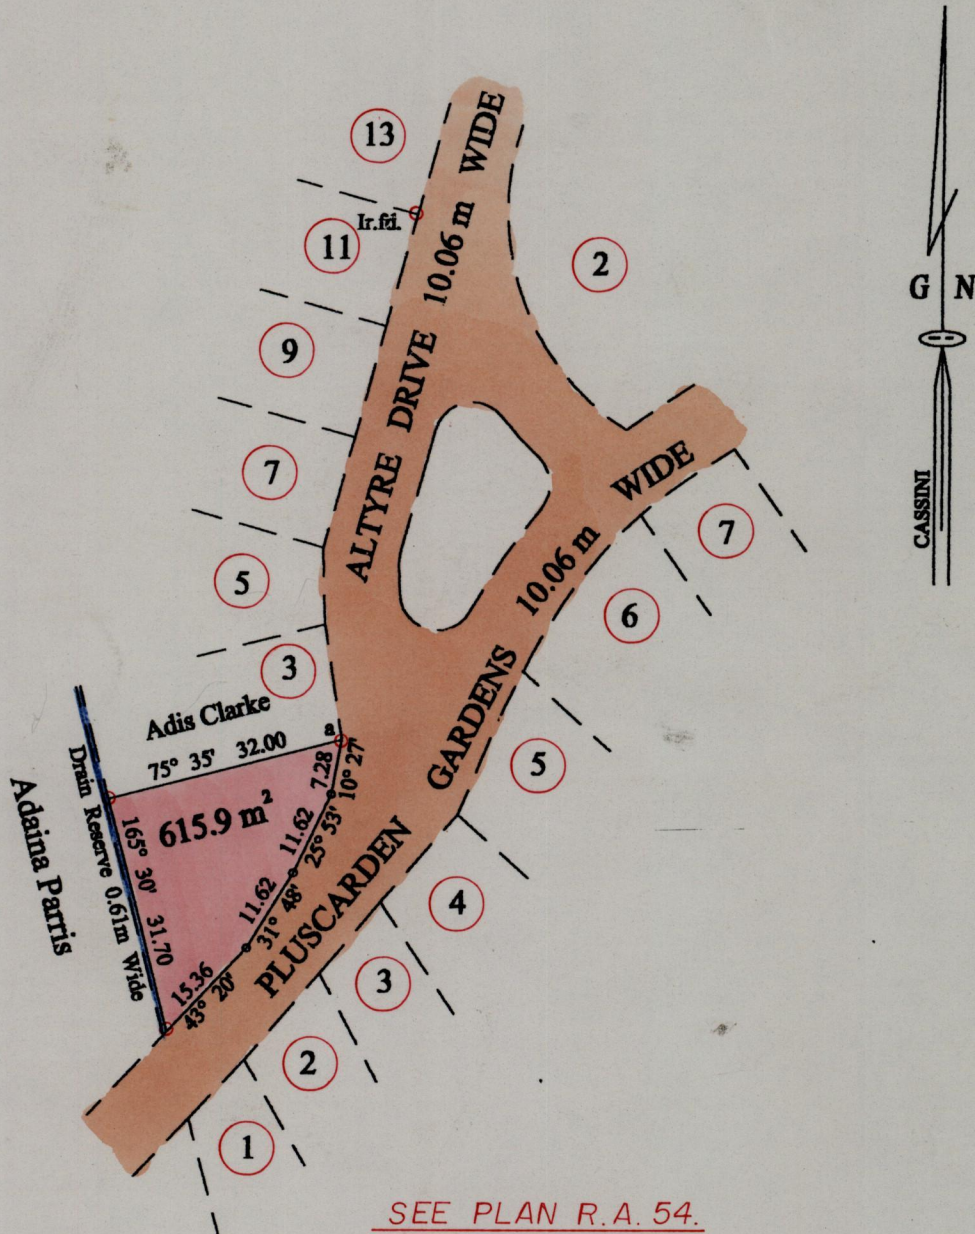 13
WIDE
Ir.fd.
11
10.06 m
2
G N
9
ALTYRE DRIVE
7
WIDE
7
CASSINI
5
10.06 m
6
3
Adis Clarke
a
75° 35' 32.00
GARDENS
5
Drain Reserve 0.61m Wide
Adaina Parris
615.9 m²
165° 30' 31.70
7.28
10° 27'
11.62
25° 53'
11.62
31° 48'
15.36
43° 20'
PLUSCARDEN
4
3
2
1
SEE PLAN R.A. 54.